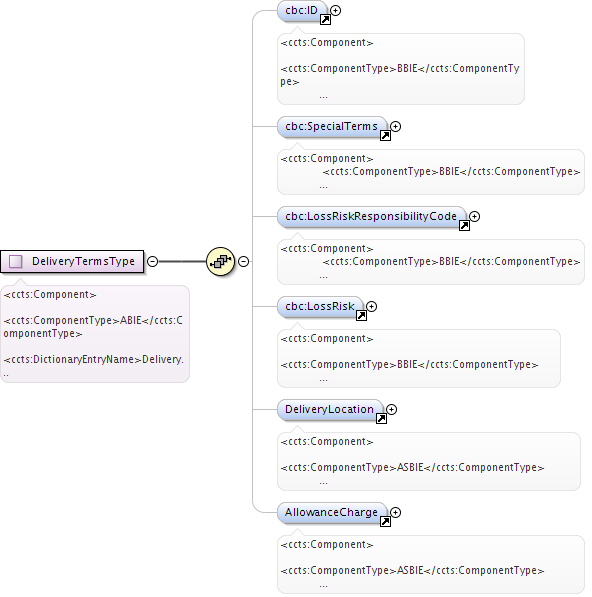 cbc:ID
<ccts:Component>
<ccts:ComponentType>BBIE</ccts:ComponentTy
pe>
...
cbc:SpecialTerms
<ccts:Component>
<ccts:ComponentType>BBIE</ccts:ComponentType>
...
cbc:LossRiskResponsibilityCode
<ccts:Component>
<ccts:ComponentType>BBIE</ccts:ComponentType>
...
DeliveryTermsType
<ccts:Component>
<ccts:ComponentType>ABIE</ccts:C
omponentType>
<ccts:DictionaryEntryName>Delivery.
..
cbc:LossRisk
<ccts:Component>
<ccts:ComponentType>BBIE</ccts:ComponentType>
...
DeliveryLocation
<ccts:Component>
<ccts:ComponentType>ASBIE</ccts:ComponentType>
...
AllowanceCharge
<ccts:Component>
<ccts:ComponentType>ASBIE</ccts:ComponentType>
...